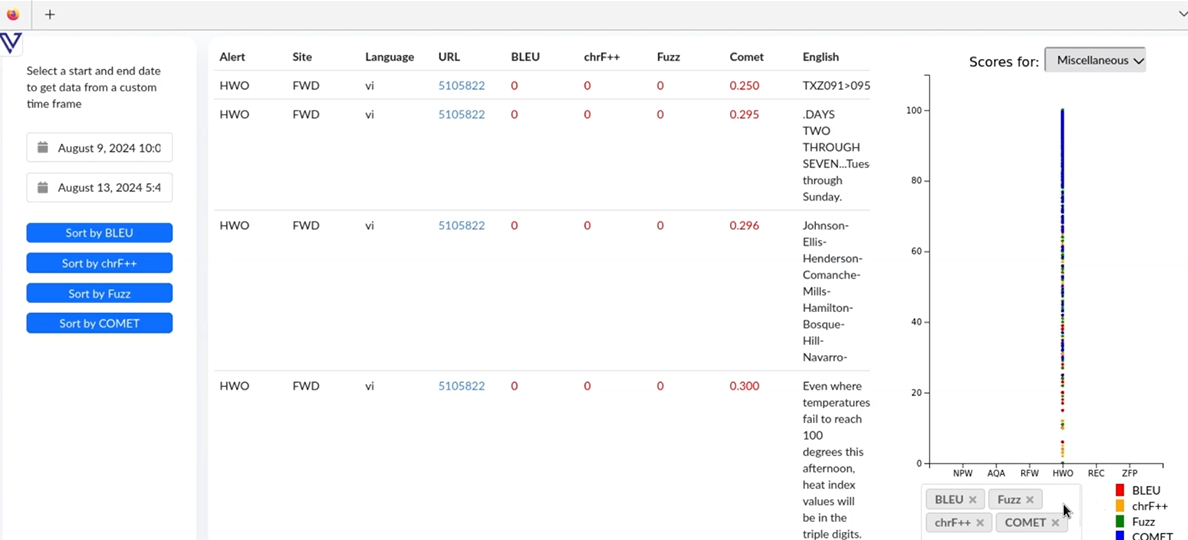 Select a start and end date
to get data from a custom
time frame
August 9, 2024 10:0
August 13, 2024 5:4
Sort by BLEU
Sort by chrF++
Sort by Fuzz
Sort by COMET
Alert Site Language URL BLEU chrF++ Fuzz Comet English
HWO FWD vi 5105822 0 0 0 0.250 TXZ091>095
HWO FWD vi 5105822 0 0 0 0.295 .DAYS
TWO
THROUGH
SEVEN...Tues
through
Sunday.
HWO FWD vi 5105822 0 0 0 0.296 Johnson-
Ellis-
Henderson-
Comanche-
Mills-
Hamilton-
Bosque-
Hill-
Navarro-
HWO FWD vi 5105822 0 0 0 0.300 Even where
temperatures
fail to reach
100
degrees this
afternoon,
heat index
values will
be in the
triple digits.
Scores for: Miscellaneous
100
80
60
40
20
0
NPW AQA RFW HWO REC ZFP
BLEU × Fuzz ×
chrF++ × COMET ×
BLEU
chrF++
Fuzz
COMET